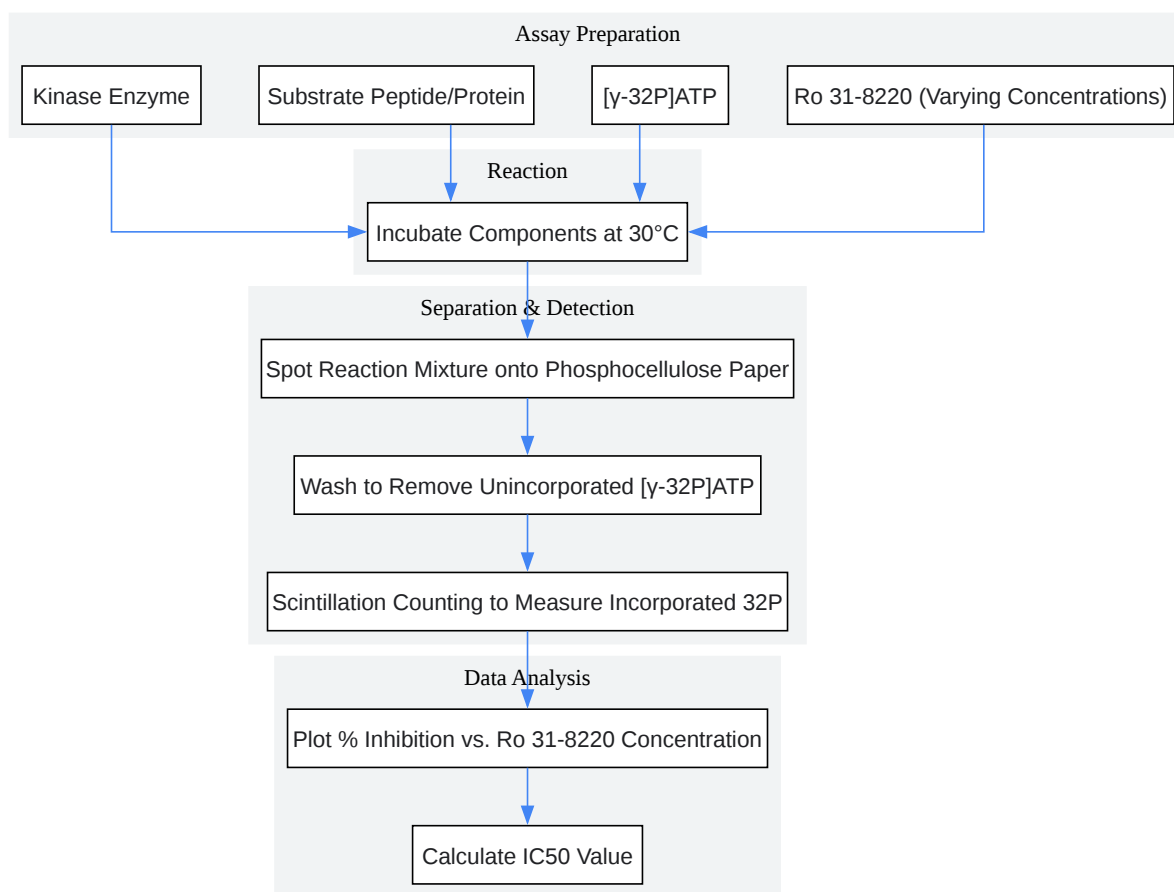 Assay Preparation
Kinase Enzyme
Substrate Peptide/Protein
[γ-32P]ATP
Ro 31-8220 (Varying Concentrations)
Reaction
Incubate Components at 30°C
Separation & Detection
Spot Reaction Mixture onto Phosphocellulose Paper
Wash to Remove Unincorporated [γ-32P]ATP
Scintillation Counting to Measure Incorporated 32P
Data Analysis
Plot % Inhibition vs. Ro 31-8220 Concentration
Calculate IC50 Value